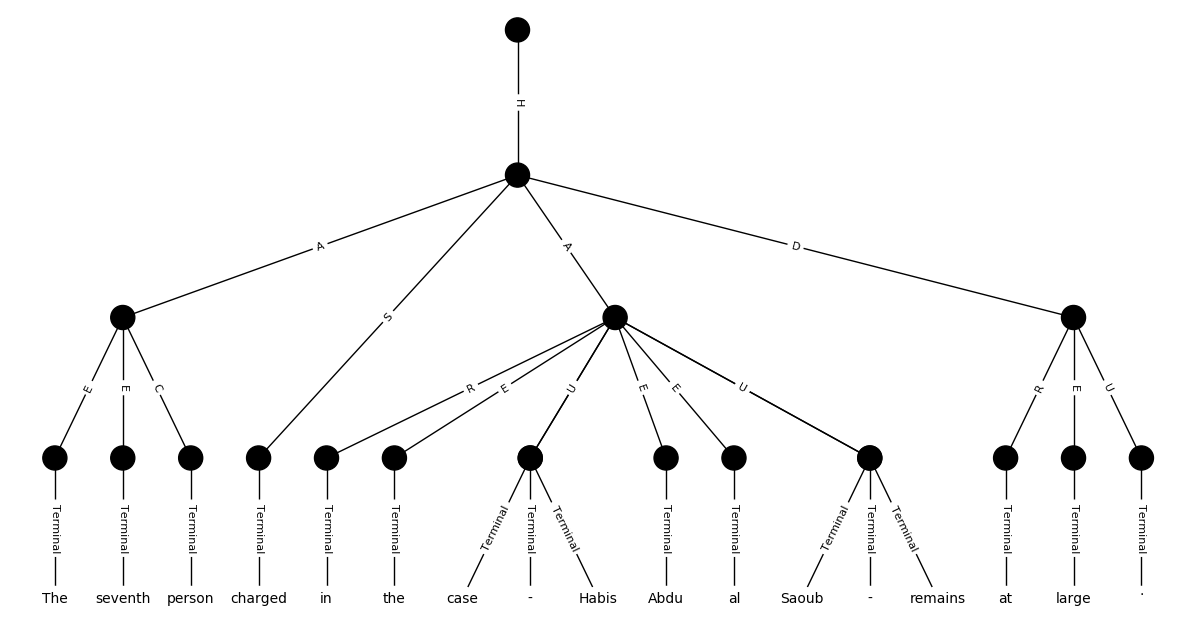 H
A A D
S
E E C R E U E E U R E U
Terminal Terminal Terminal Terminal Terminal Terminal Terminal Terminal Terminal Terminal Terminal Terminal Terminal Terminal Terminal Terminal Terminal
The seventh person charged in the case - Habis Abdu al Saoub - remains at large .